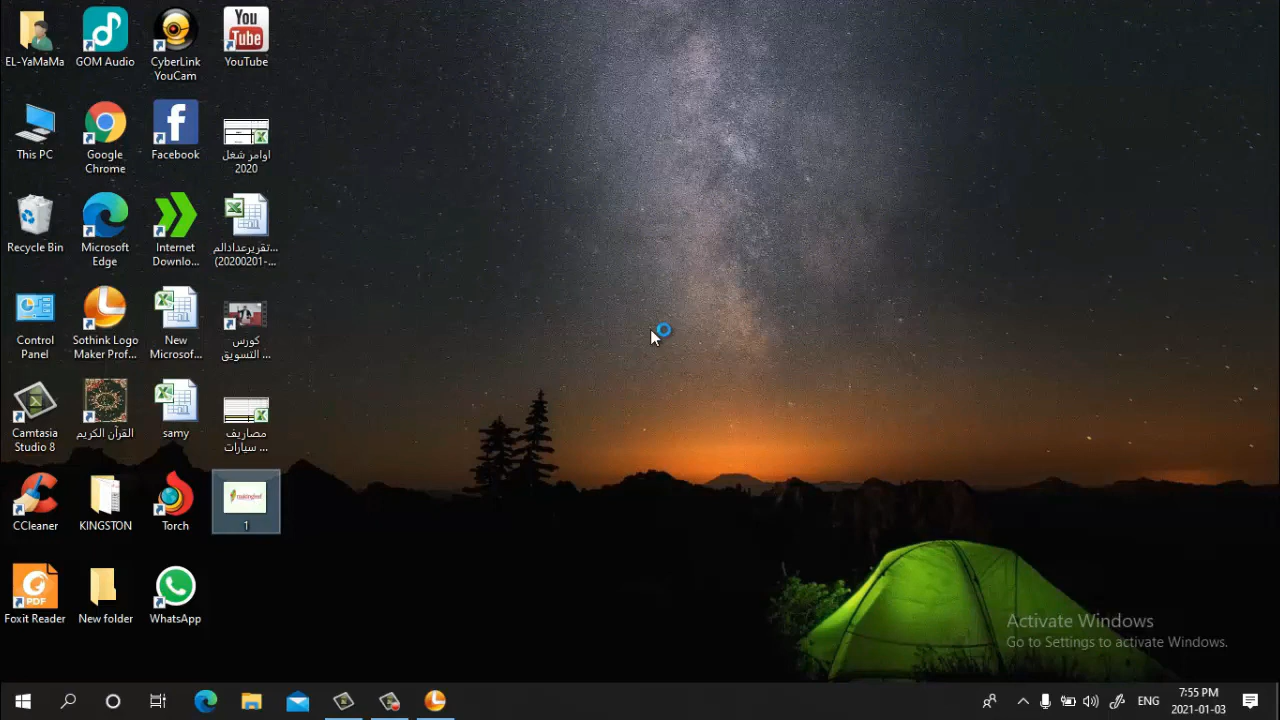 EL-YaMaMa
GOM Audio
CyberLink
YouCam
You
Tube
YouTube
This PC
Google
Chrome
Facebook
اوامر شغل
2020
Recycle Bin
Microsoft
Edge
Internet
Downlo...
تقريرعدادالم...
(20200201-...
Control
Panel
Sothink Logo
Maker Prof...
New
Microsof...
كورس
التسويق ...
Camtasia
Studio 8
القرآن الكريم
samy
مصاريف
سيارات ...
CCleaner
KINGSTON
Torch
1
PDF
Foxit Reader
New folder
WhatsApp
Activate Windows
Go to Settings to activate Windows.
ENG
7:55 PM
2021-01-03